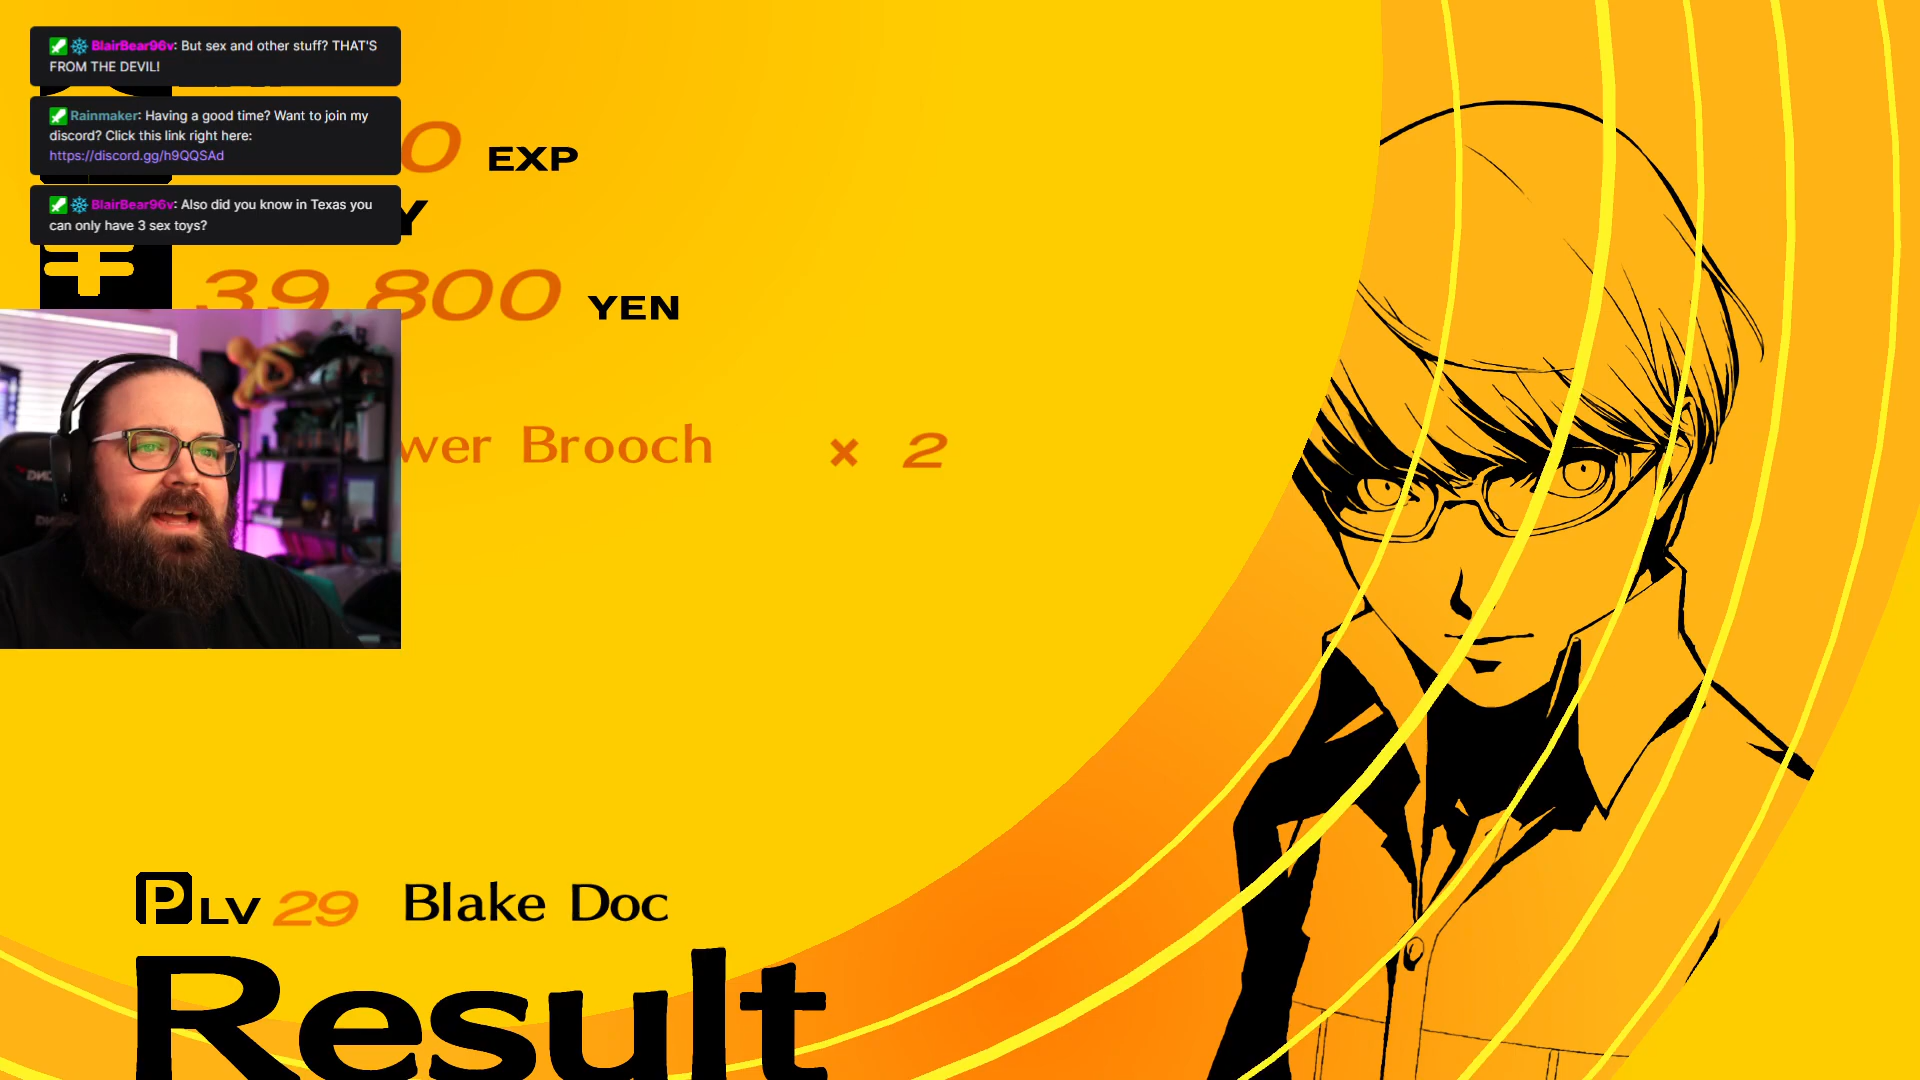 BlairBear96v: But sex and other stuff? THAT'S
FROM THE DEVIL!
Rainmaker: Having a good time? Want to join my
discord? Click this link right here:
https://discord.gg/h9QQSAd
BlairBear96v: Also did you know in Texas you
can only have 3 sex toys?
0 EXP
Y
39,800 YEN
wer Brooch × 2
P LV 29 Blake Doc
Result